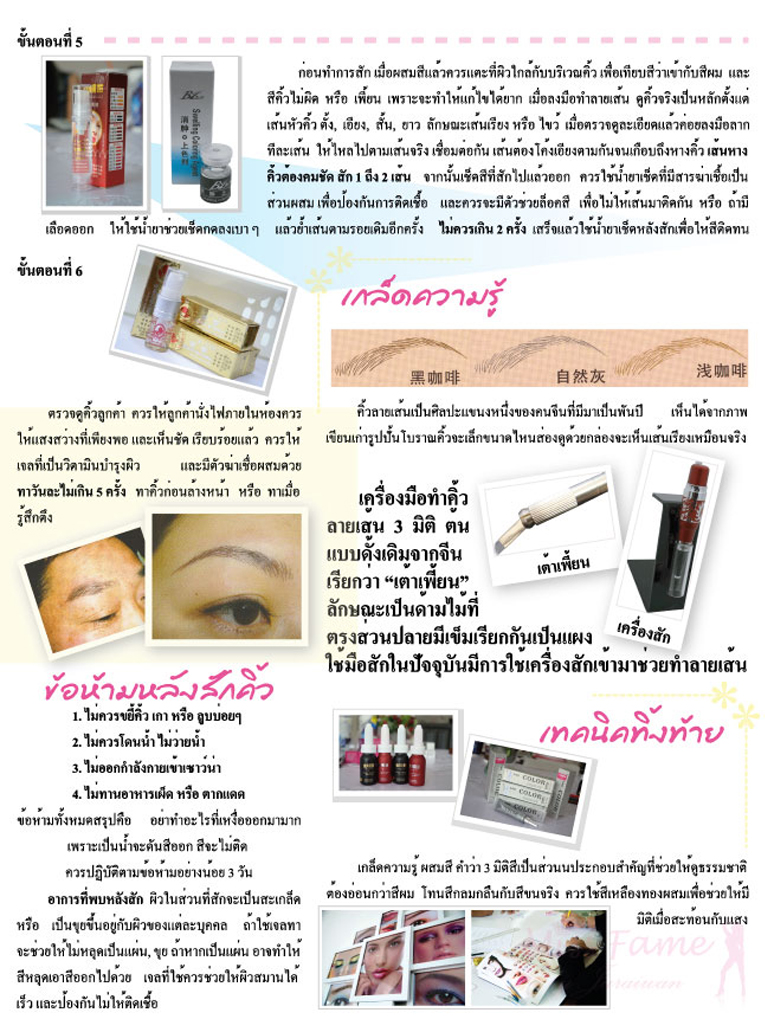 ขั้นตอนที่ 5
ก่อนทำการสัก เมื่อผสมสีแล้วควรแตะที่ผิวใกล้กับบริเวณคิ้ว เพื่อเทียบสีว่าเข้ากับสีผม และ
สีคิ้วไม่ผิด หรือ เพี้ยน เพราะจะทำให้แก้ไขได้ยาก เมื่อลงมือทำลายเส้น ดูคิ้วจริงเป็นหลักตั้งแต่
เส้นหัวคิ้ว ตั้ง, เอียง, สั้น, ยาว ลักษณะเส้นเรียง หรือ ไขว้ เมื่อตรวจดูละเอียดแล้วค่อยลงมือลาก
ทีละเส้น ให้ไหลไปตามเส้นจริง เชื่อมต่อกัน เส้นต้องโค้งเอียงตามกันจนเกือบถึงหางคิ้ว เส้นหาง
คิ้วต้องคมชัด สัก 1 ถึง 2 เส้น จากนั้นเช็ดสีที่สักไปแล้วออก ควรใช้น้ำยาเช็ดที่มีสารฆ่าเชื้อเป็น
ส่วนผสม เพื่อป้องกันการติดเชื้อ และควรจะมีตัวช่วยล็อคสี เพื่อไม่ให้เส้นมาติดกัน หรือ ถ้ามี
เลือดออก ให้ใช้น้ำยาช่วยเช็ดกดลงเบา ๆ แล้วย้ำเส้นตามรอยเดิมอีกครั้ง ไม่ควรเกิน 2 ครั้ง เสร็จแล้วใช้น้ำยาเช็ดหลังสักเพื่อให้สีติดทน
ขั้นตอนที่ 6
ตรวจดูคิ้วลูกค้า ควรให้ลูกค้านั่งไฟภายในห้องควร
ให้แสงสว่างที่เพียงพอ และเห็นชัด เรียบร้อยแล้ว ควรให้
เจลที่เป็นวิตามินบำรุงผิว และมีตัวฆ่าเชื้อผสมด้วย
ทาวันละไม่เกิน 5 ครั้ง ทาคิ้วก่อนล้างหน้า หรือ ทาเมื่อ
รู้สึกตึง
เกล็ดความรู้
黑咖啡
自然灰
浅咖啡
คิ้วลายเส้นเป็นศิลปะแขนงหนึ่งของคนจีนที่มีมาเป็นพันปี เห็นได้จากภาพ
เขียนเก่ารูปปั้นโบราณคิ้วจะเล็กขนาดไหนส่องดูด้วยกล่องจะเห็นเส้นเรียงเหมือนจริง
เครื่องมือทำคิ้ว
ลายเส้น 3 มิติ ต้น
แบบดั้งเดิมจากจีน
เรียกว่า “เต้าเพี้ยน”
ลักษณะเป็นด้ามไม้ที่
ตรงส่วนปลายมีเข็มเรียกกันเป็นแผง
ใช้มือสักในปัจจุบันมีการใช้เครื่องสักเข้ามาช่วยทำลายเส้น
เต้าเพี้ยน
เครื่องสัก
ข้อห้ามหลังสักคิ้ว
1. ไม่ควรขยี้คิ้ว เกา หรือ ลูบบ่อยๆ
2. ไม่ควรโดนน้ำ ไม่ว่ายน้ำ
3. ไม่ออกกำลังกายเข้าเซาว์น่า
4. ไม่ทานอาหารเผ็ด หรือ ตากแดด
ข้อห้ามทั้งหมดสรุปคือ อย่าทำอะไรที่เหงื่อออกมามาก
เพราะเป็นน้ำจะดันสีออก สีจะไม่ติด
ควรปฏิบัติตามข้อห้ามอย่างน้อย 3 วัน
อาการที่พบหลังสัก ผิวในส่วนที่สักจะเป็นสะเกล็ด
หรือ เป็นขุยขึ้นอยู่กับผิวของแต่ละบุคคล ถ้าใช้เจลทา
จะช่วยให้ไม่หลุดเป็นแผ่น, ขุย ถ้าหากเป็นแผ่น อาจทำให้
สีหลุดเอาสีออกไปด้วย เจลที่ใช้ควรช่วยให้ผิวสมานได้
เร็ว และป้องกันไม่ให้ติดเชื้อ
เทคนิคทิ้งท้าย
COLOR
เกล็ดความรู้ ผสมสี คำว่า 3 มิติสีเป็นส่วนนประกอบสำคัญที่ช่วยให้ดูธรรมชาติ
ต้องอ่อนกว่าสีผม โทนสีกลมกลืนกับสีขนจริง ควรใช้สีเหลืองทองผสมเพื่อช่วยให้มี
มิติเมื่อสะท้อนกับแสง
Fame